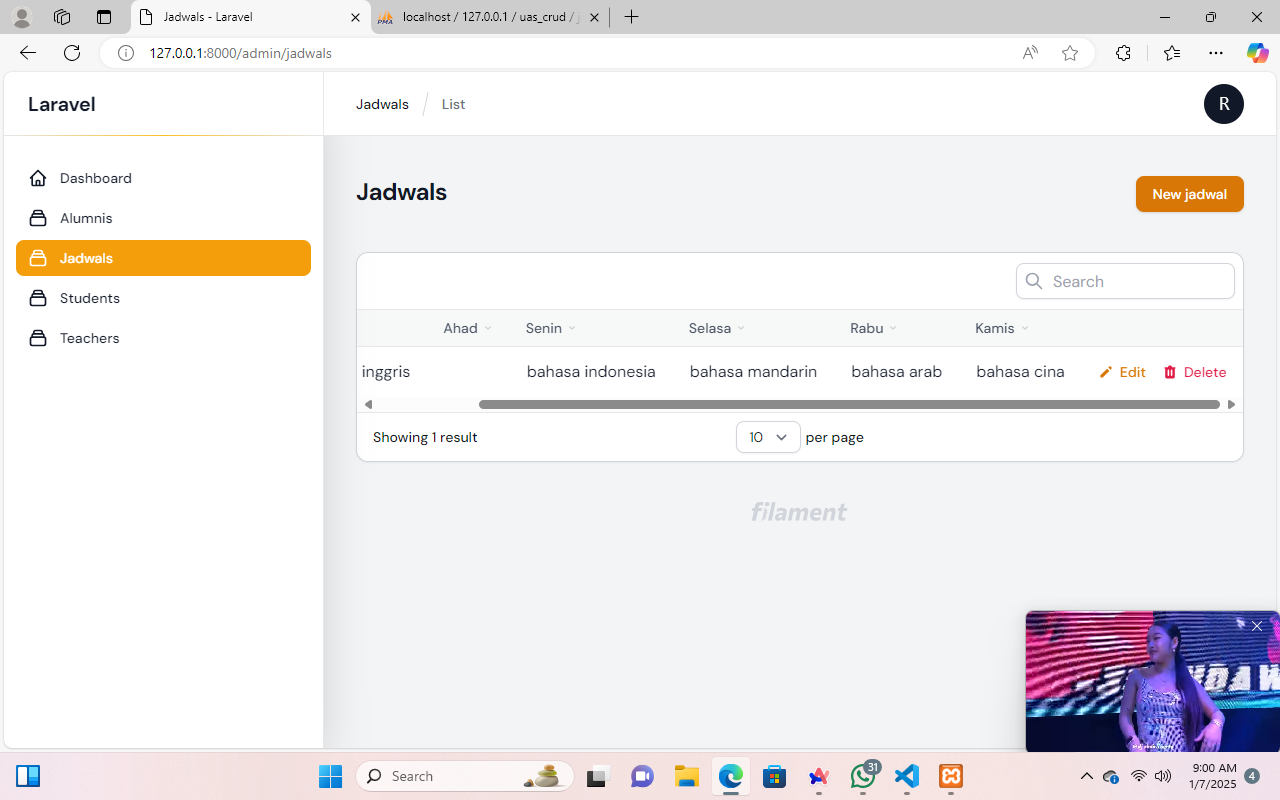 Jadwals - Laravel
localhost / 127.0.0.1 / uas_crud / j
127.0.0.1:8000/admin/jadwals
Laravel
Jadwals
List
R
Dashboard
Alumnis
Jadwals
Students
Teachers
Jadwals
New jadwal
Search
Ahad
Senin
Selasa
Rabu
Kamis
inggris
bahasa indonesia
bahasa mandarin
bahasa arab
bahasa cina
Edit
Delete
Showing 1 result
10
per page
filament
Search
31
9:00 AM
1/7/2025
4